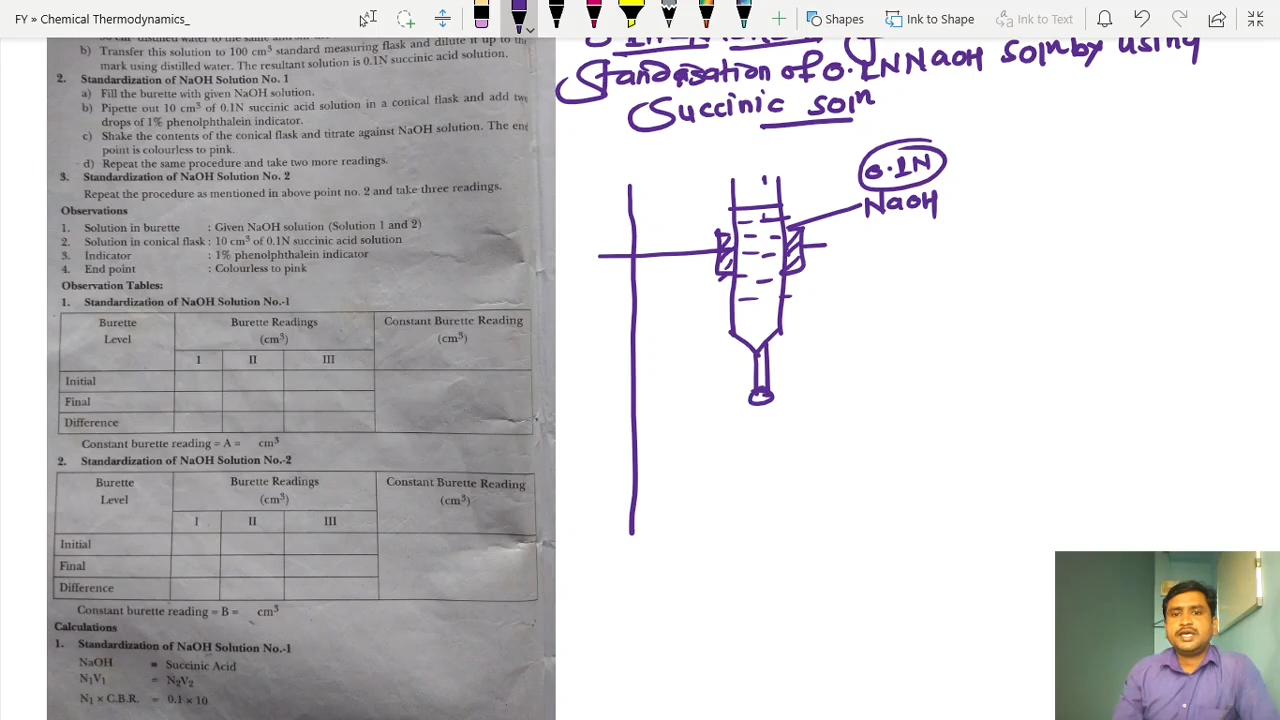 FY » Chemical Thermodynamics_
Shapes
Ink to Shape
Ink to Text
b) Transfer this solution to 100 cm³ standard measuring flask and dilute it up to the
mark using distilled water. The resultant solution is 0.1N succinic acid solution.
2. Standardization of NaOH Solution No. 1
a) Fill the burette with given NaOH solution.
b) Pipette out 10 cm³ of 0.1N succinic acid solution in a conical flask and add two
drops of 1% phenolphthalein indicator.
c) Shake the contents of the conical flask and titrate against NaOH solution. The end
point is colourless to pink.
d) Repeat the same procedure and take two more readings.
3. Standardization of NaOH Solution No. 2
Repeat the procedure as mentioned in above point no. 2 and take three readings.
Observations
1. Solution in burette : Given NaOH solution (Solution 1 and 2)
2. Solution in conical flask : 10 cm³ of 0.1N succinic acid solution
3. Indicator : 1% phenolphthalein indicator
4. End point : Colourless to pink
Observation Tables:
1. Standardization of NaOH Solution No.-1
Burette Level Burette Readings (cm³) Constant Burette Reading (cm³)
I II III
Initial
Final
Difference
Constant burette reading = A = cm³
2. Standardization of NaOH Solution No.-2
Burette Level Burette Readings (cm³) Constant Burette Reading (cm³)
I II III
Initial
Final
Difference
Constant burette reading = B = cm³
Calculations
1. Standardization of NaOH Solution No.-1
NaOH = Succinic Acid
N₁V₁ = N₂V₂
N₁ × C.B.R. = 0.1 × 10
Standardisation of 0.1N NaOH solⁿ by using
Succinic solⁿ
0.1N
NaOH